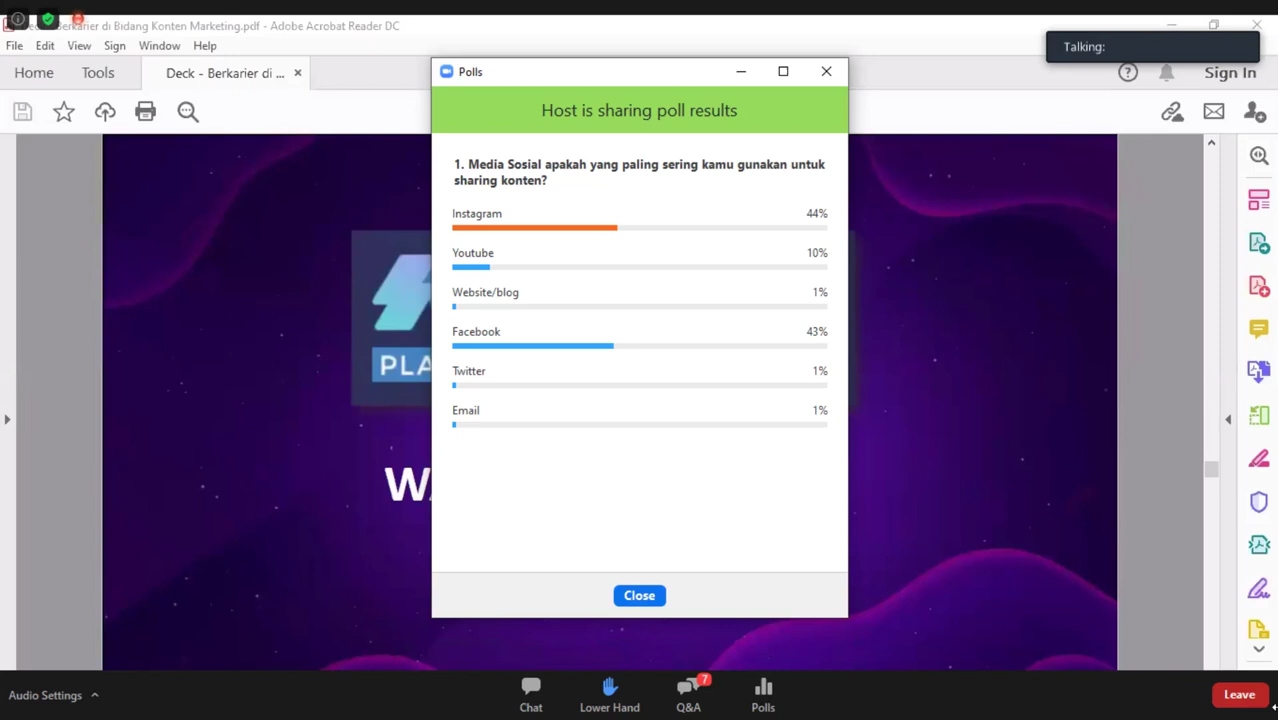 Berkarier di Bidang Konten Marketing.pdf - Adobe Acrobat Reader DC
File Edit View Sign Window Help
Talking:
Home Tools Deck - Berkarier di ... Sign In
Polls
Host is sharing poll results
1. Media Sosial apakah yang paling sering kamu gunakan untuk
sharing konten?
Instagram 44%
Youtube 10%
Website/blog 1%
Facebook 43%
PLA
Twitter 1%
Email 1%
W
Close
Audio Settings
Chat
Lower Hand
7
Q&A
Polls
Leave